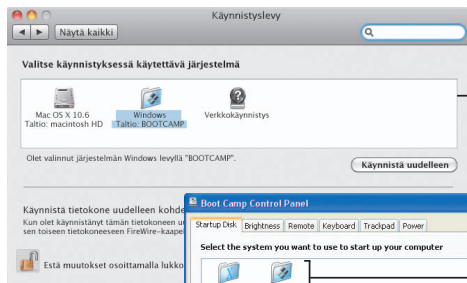 Käynnistyslevy
Näytä kaikki
Valitse käynnistyksessä käytettävä järjestelmä
Mac OS X 10.6
Taltio: macintosh HD
Windows
Taltio: BOOTCAMP
Verkkokäynnistys
Olet valinnut järjestelmän Windows levyllä "BOOTCAMP".
Käynnistä uudelleen
Käynnistä tietokone uudelleen kohde
Kun olet käynnistänyt tämän tietokoneen u
sen toiseen tietokoneeseen FireWire-kaape
Estä muutokset osoittamalla lukko
Boot Camp Control Panel
Startup Disk Brightness Remote Keyboard Trackpad Power
Select the system you want to use to start up your computer